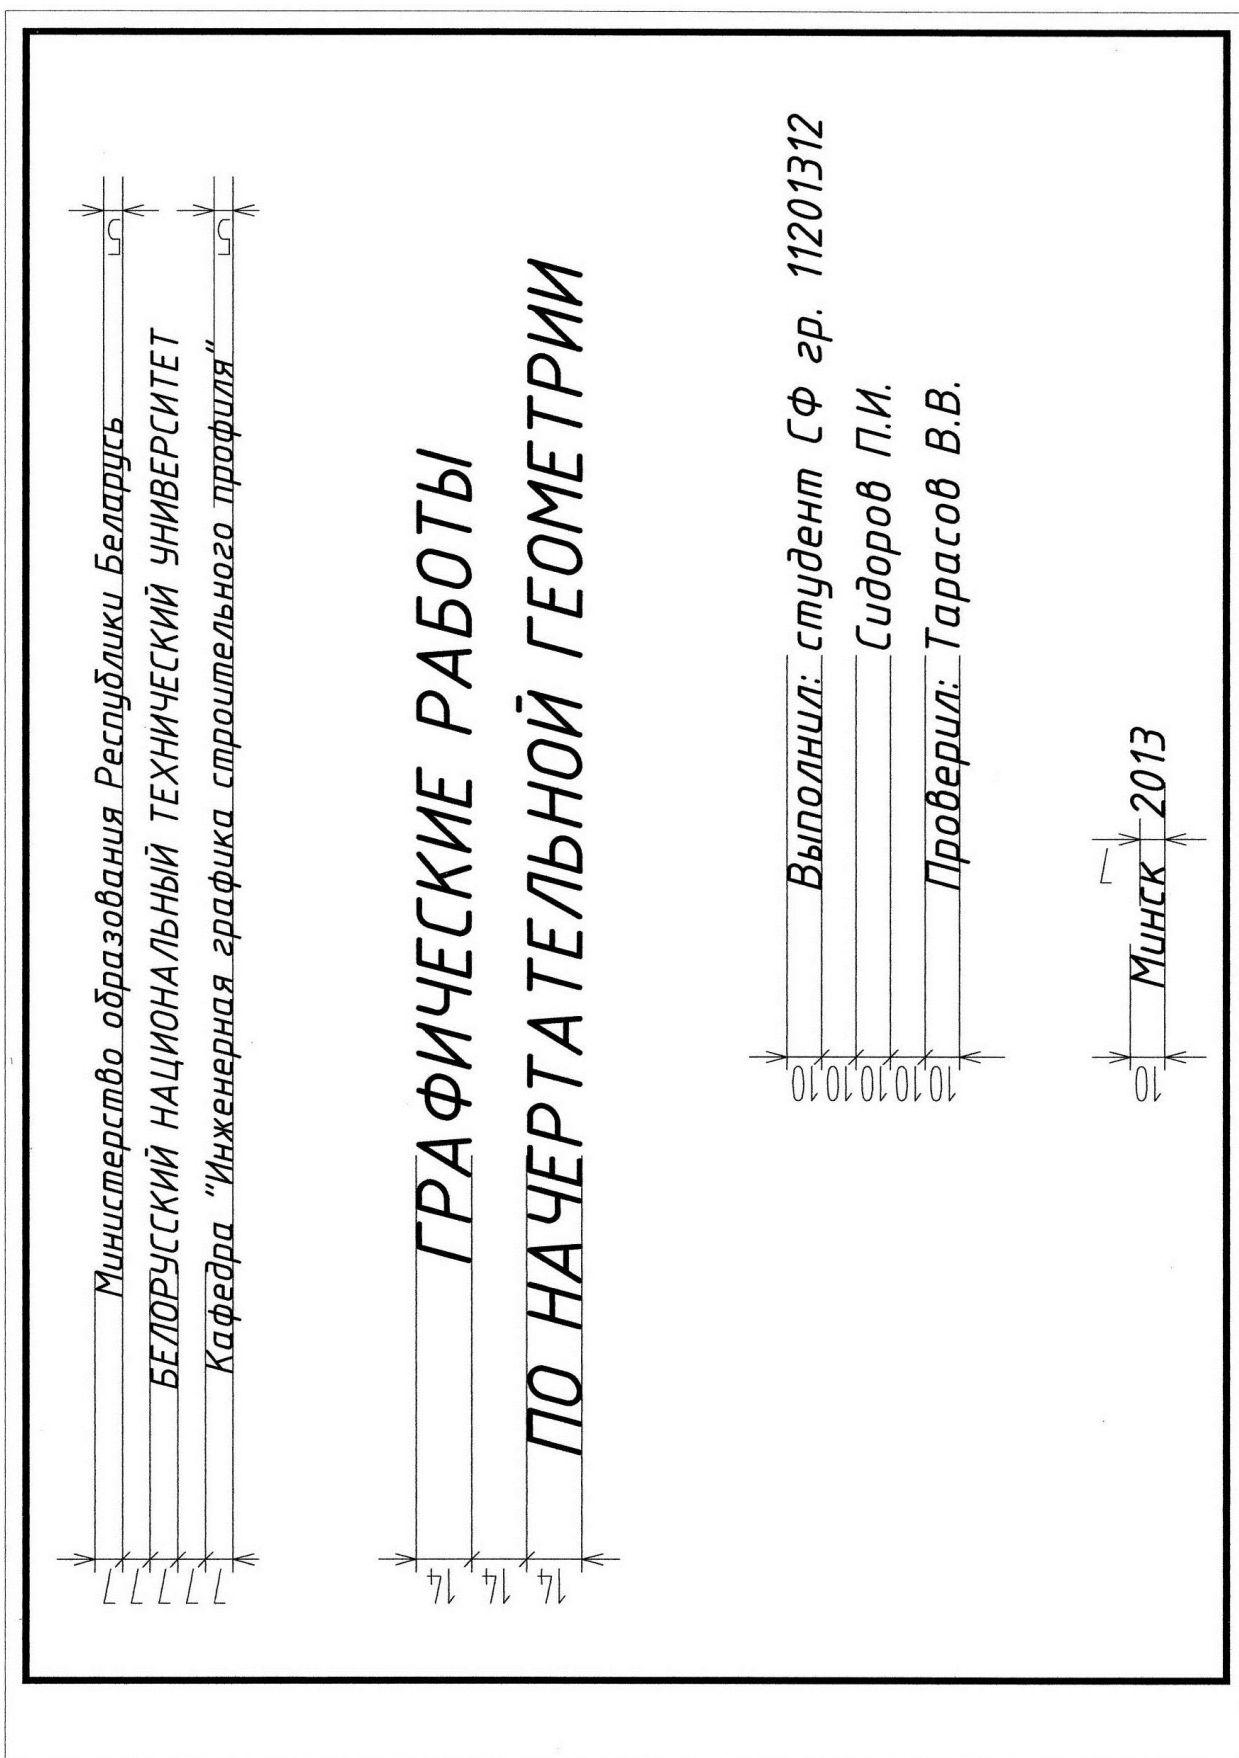 Министерство образования Республики Беларусь
БЕЛОРУССКИЙ НАЦИОНАЛЬНЫЙ ТЕХНИЧЕСКИЙ УНИВЕРСИТЕТ
Кафедра "Инженерная графика строительного профиля"
5
5
7
7
7
7
7
ГРАФИЧЕСКИЕ РАБОТЫ
ПО НАЧЕРТАТЕЛЬНОЙ ГЕОМЕТРИИ
14
14
14
Выполнил: студент СФ гр. 11201312
Сидоров П.И.
Проверил: Тарасов В.В.
10
10
10
10
10
Минск 2013
7
10